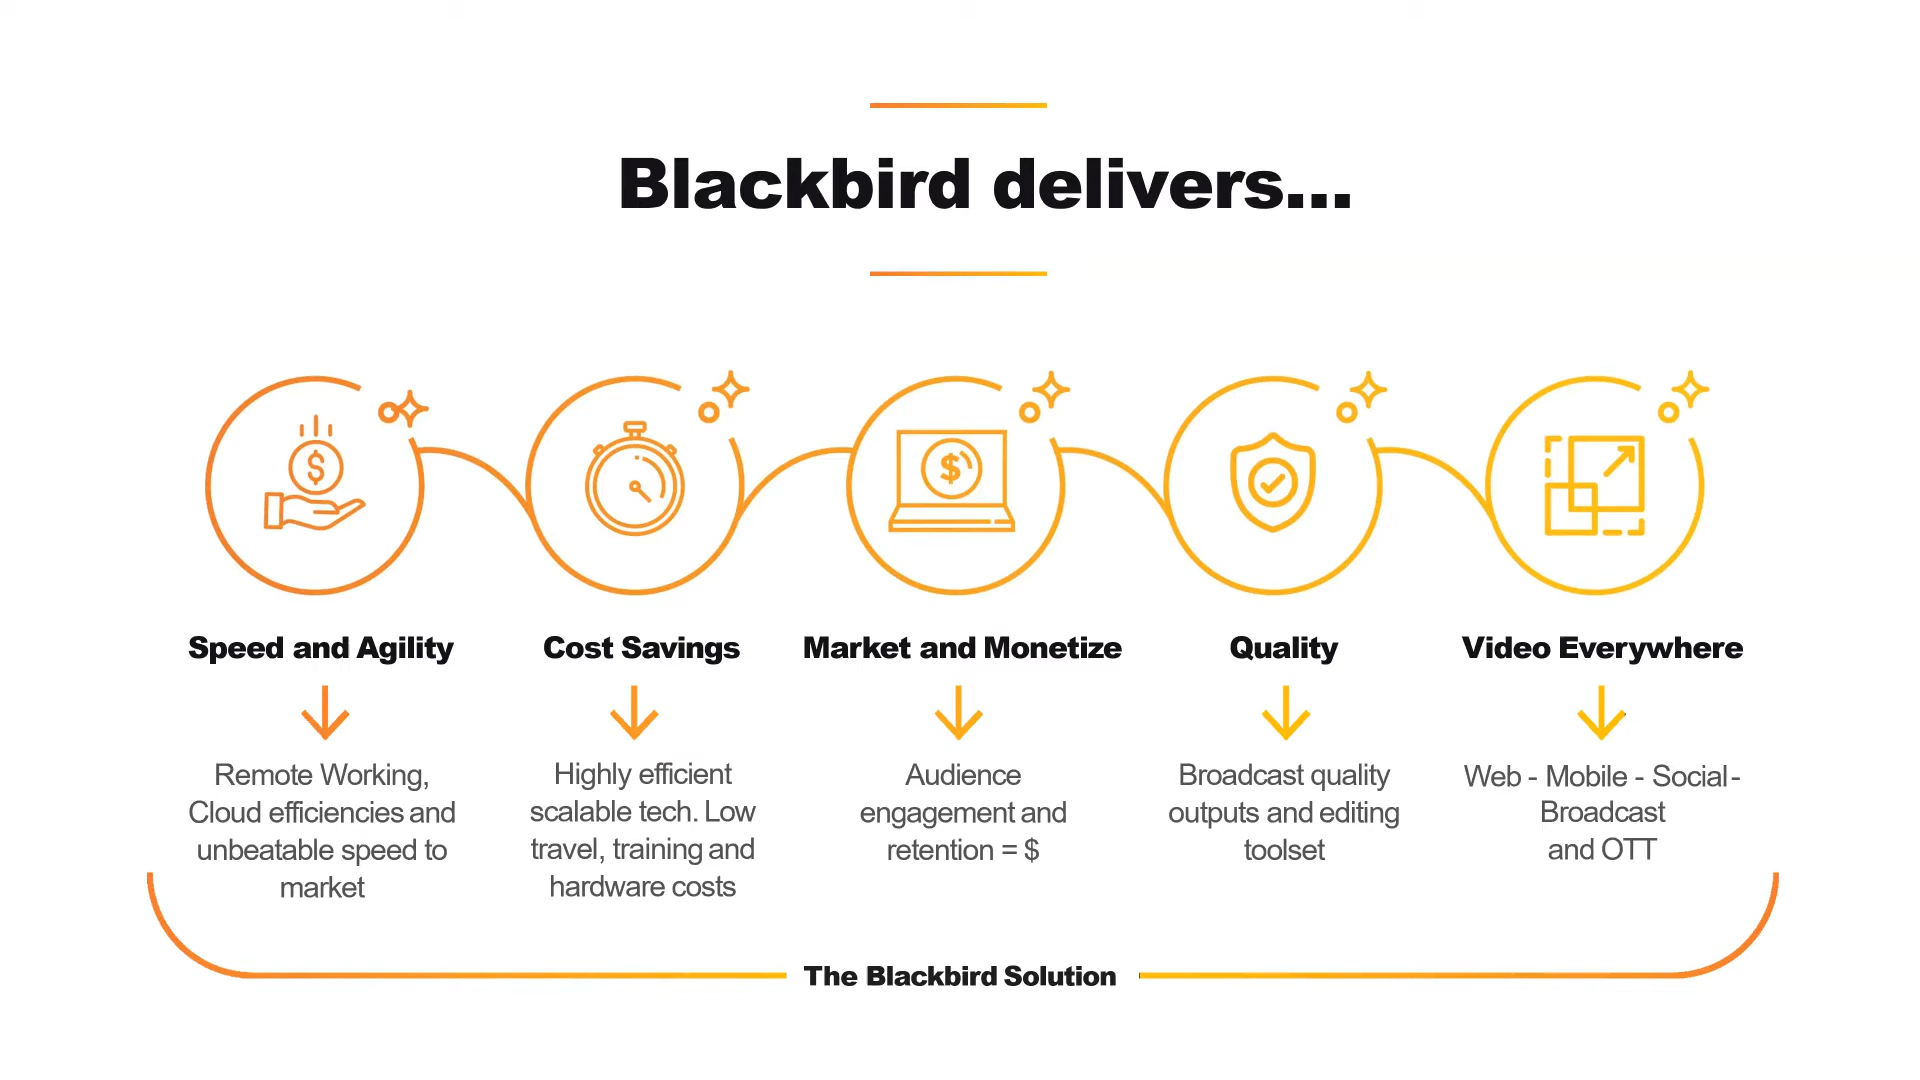 Blackbird delivers...
$
$
Speed and Agility
Remote Working,
Cloud efficiencies and
unbeatable speed to
market
Cost Savings
Highly efficient
scalable tech. Low
travel, training and
hardware costs
Market and Monetize
Audience
engagement and
retention = $
Quality
Broadcast quality
outputs and editing
toolset
Video Everywhere
Web - Mobile - Social-
Broadcast
and OTT
The Blackbird Solution